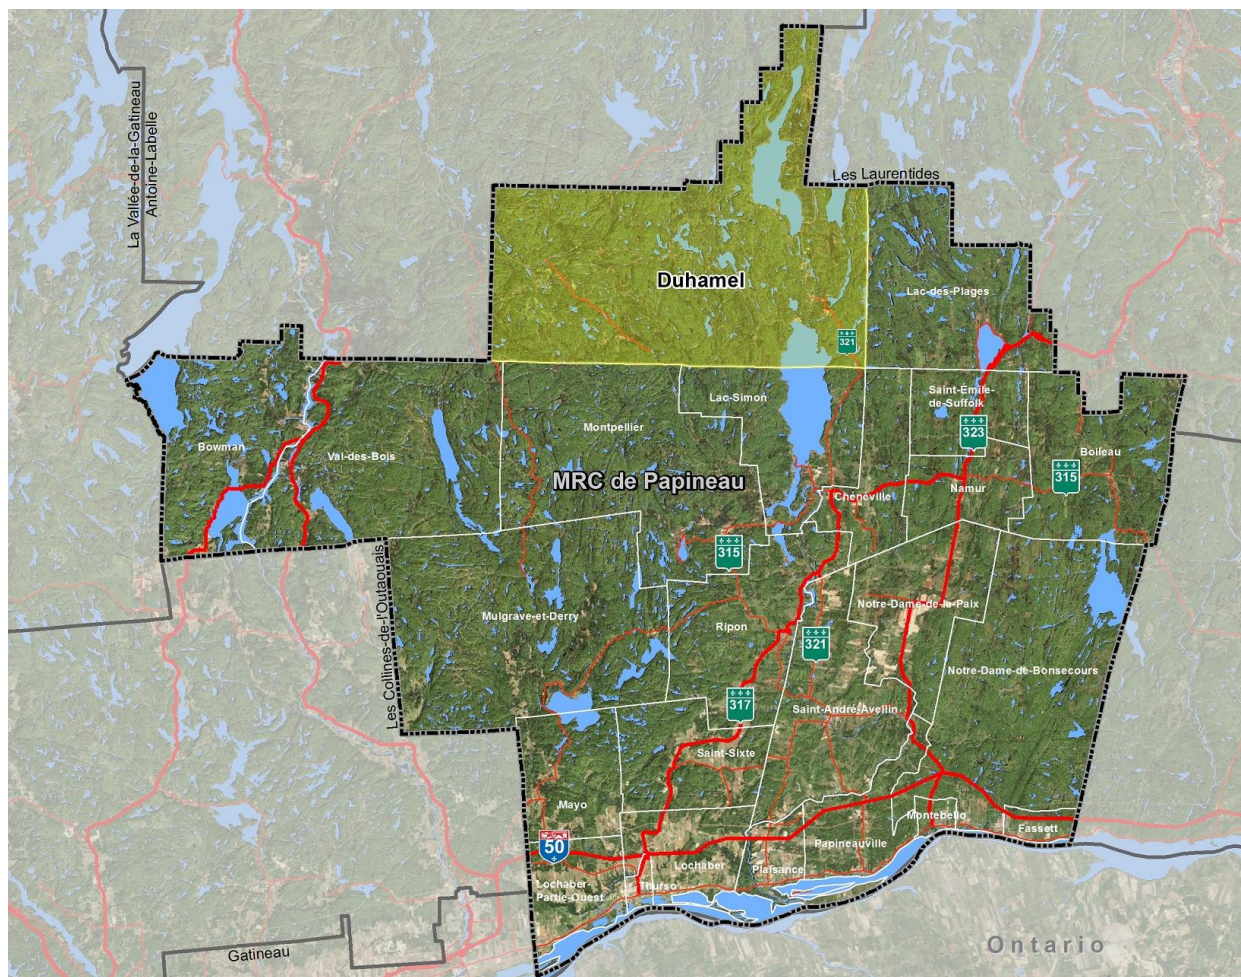 La Vallée-de-la-Gatineau
Antoine-Labelle
Les Laurentides
Duhamel
Lac-des-Plages
321
Lac-Simon
Saint-Émile-
de-Suffolk
Montpellier
323
Bowman
Val-des-Bois
Boileau
315
MRC de Papineau
Chénéville
Namur
315
Les Collines-de-l'Outaouais
Mulgrave-et-Derry
Notre-Dame-de-la-Paix
Ripon
321
Notre-Dame-de-Bonsecours
317
Saint-André-Avellin
Saint-Sixte
Mayo
Montebello
Fassett
50
Papineauville
Lochaber
Plaisance
Lochaber-
Partie-Ouest
Thurso
Ontario
Gatineau